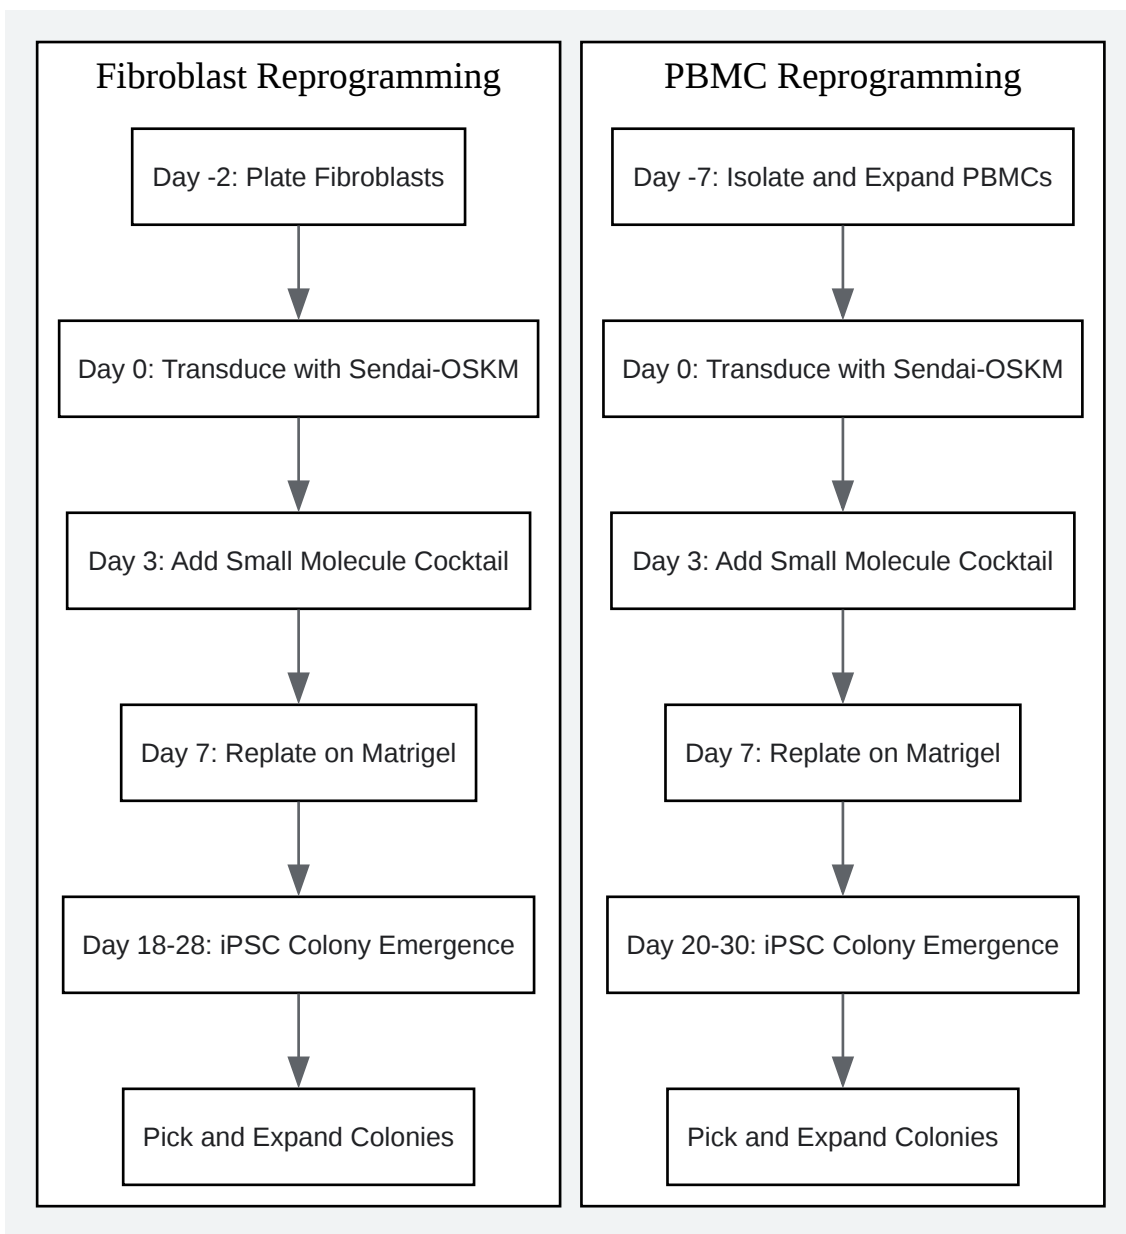 Fibroblast Reprogramming
Day -2: Plate Fibroblasts
Day 0: Transduce with Sendai-OSKM
Day 3: Add Small Molecule Cocktail
Day 7: Replate on Matrigel
Day 18-28: iPSC Colony Emergence
Pick and Expand Colonies
PBMC Reprogramming
Day -7: Isolate and Expand PBMCs
Day 0: Transduce with Sendai-OSKM
Day 3: Add Small Molecule Cocktail
Day 7: Replate on Matrigel
Day 20-30: iPSC Colony Emergence
Pick and Expand Colonies